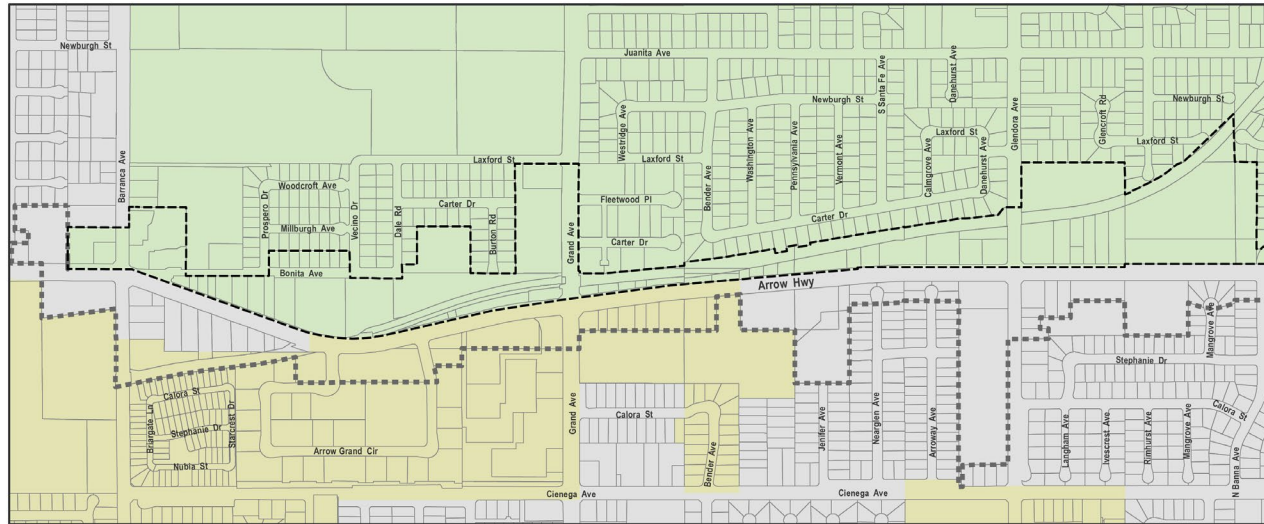 Newburgh St
Juanita Ave
S Santa Fe Ave
Danehurst Ave
Newburgh St
Newburgh St
Glencroft Rd
Glendora Ave
Westridge Ave
Washington Ave
Pennsylvania Ave
Vermont Ave
Laxford St
Laxford St
Barranca Ave
Laxford St
Laxford St
Calmgrove Ave
Danehurst Ave
Woodcroft Ave
Bender Ave
Fleetwood Pl
Prospero Dr
Vecino Dr
Dale Rd
Carter Dr
Burton Rd
Grand Ave
Carter Dr
Millburgh Ave
Carter Dr
Bonita Ave
Arrow Hwy
Mangrove Ave
Stephanie Dr
Calora St
Briargate Ln
Stephanie Dr
Starcrest Dr
Nubia St
Arrow Grand Cir
Grand Ave
Calora St
Bender Ave
Jenifer Ave
Nearglen Ave
Arroway Ave
Langham Ave
Ivescrest Ave
Rimhurst Ave
Mangrove Ave
Calora St
N Banna Ave
Cienega Ave
Cienega Ave